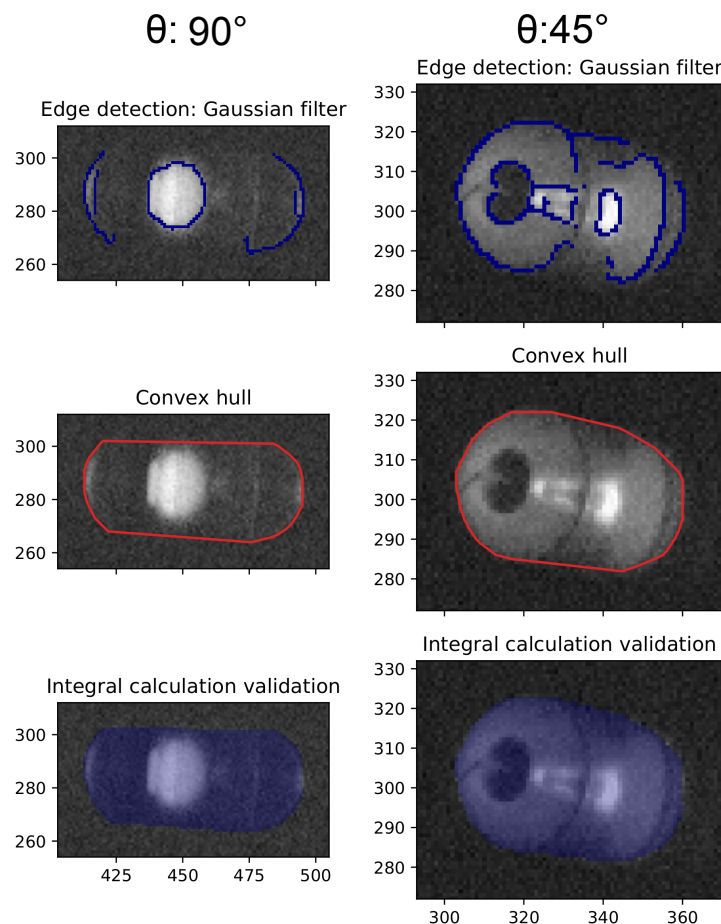 θ: 90°
θ:45°
Edge detection: Gaussian filter
300
280
260
Edge detection: Gaussian filter
330
320
310
300
290
280
Convex hull
300
280
260
Convex hull
330
320
310
300
290
280
Integral calculation validation
300
280
260
425 450 475 500
Integral calculation validation
330
320
310
300
290
280
300 320 340 360